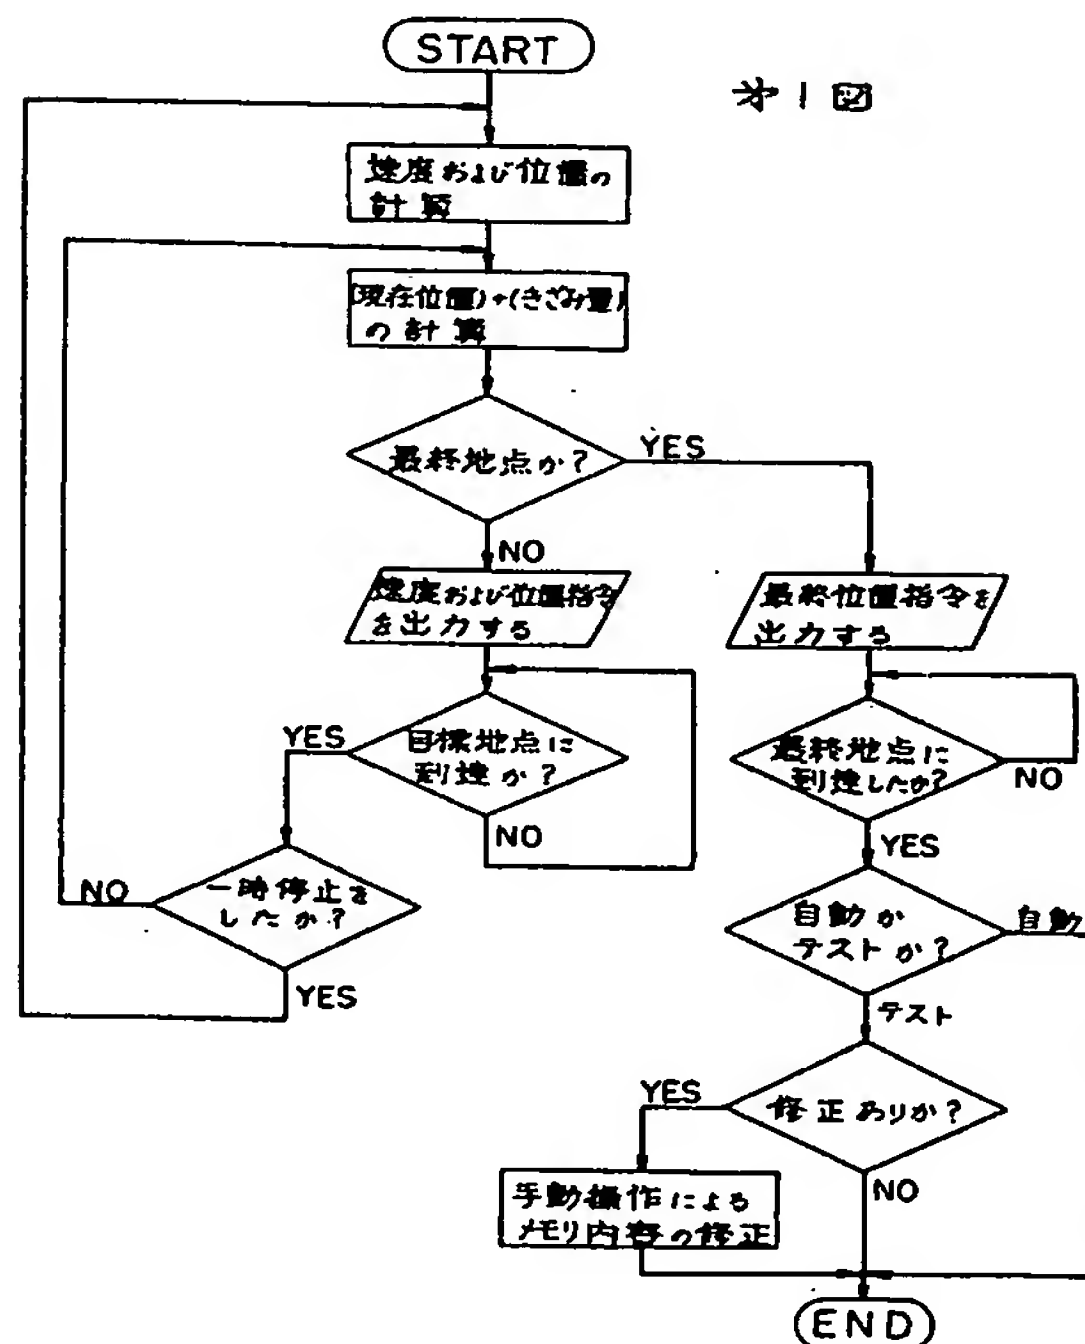 START
才1図
速度および位置の
計算
(現在位置)+(きざみ量)
の計算
最終地点か?
YES
NO
速度および位置指令
を出力する
最終位置指令を
出力する
目標地点に
到達か?
YES
NO
最終地点に
到達したか?
NO
YES
一時停止を
したか?
NO
YES
自動か
テストか?
自動
テスト
修正ありか?
YES
NO
手動操作による
メモリ内容の修正
END